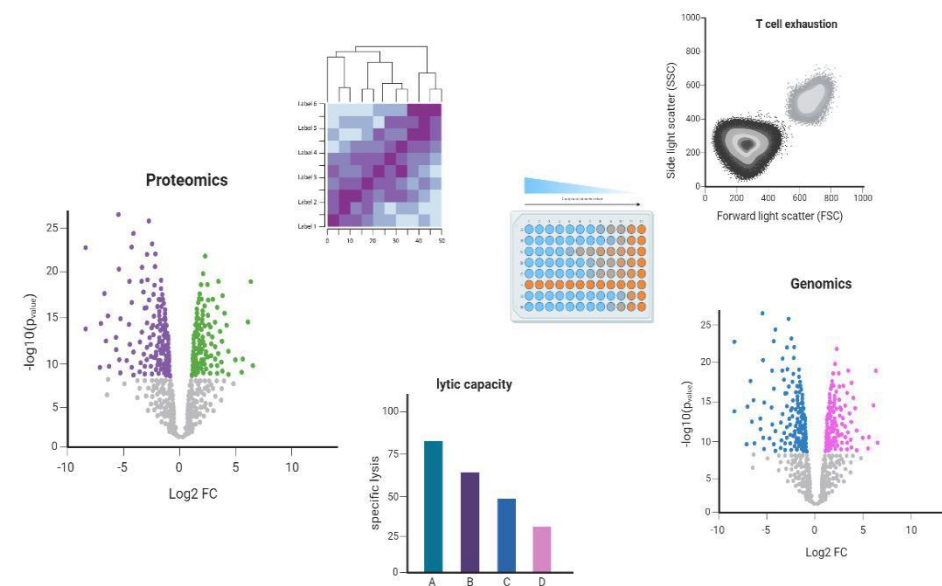 T cell exhaustion
1000
800
600
400
200
0
Side light scatter (SSC)
0 200 400 600 800 1000
Forward light scatter (FSC)
Label 6
Label 5
Label 4
Label 3
Label 2
Label 1
0 10 20 30 40 50
Proteomics
25
20
15
10
5
0
-log10(pvalue)
-10 -5 0 5 10
Log2 FC
lytic capacity
100
75
50
25
0
specific lysis
A B C D
Genomics
25
20
15
10
5
0
-log10(pvalue)
-10 -5 0 5 10
Log2 FC